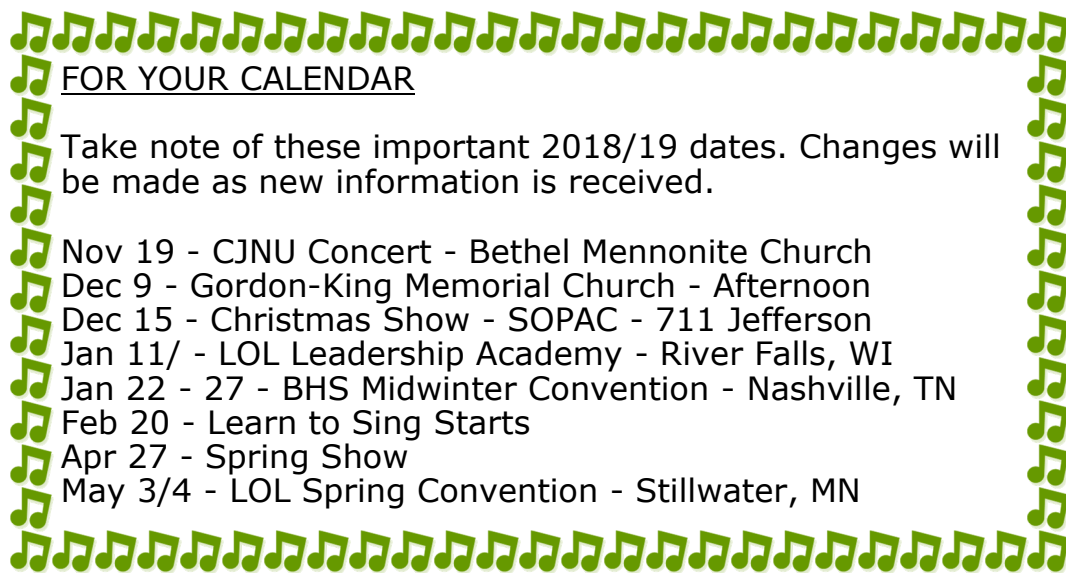 FOR YOUR CALENDAR
Take note of these important 2018/19 dates. Changes will
be made as new information is received.
Nov 19 - CJNU Concert - Bethel Mennonite Church
Dec 9 - Gordon-King Memorial Church - Afternoon
Dec 15 - Christmas Show - SOPAC - 711 Jefferson
Jan 11/ - LOL Leadership Academy - River Falls, WI
Jan 22 - 27 - BHS Midwinter Convention - Nashville, TN
Feb 20 - Learn to Sing Starts
Apr 27 - Spring Show
May 3/4 - LOL Spring Convention - Stillwater, MN